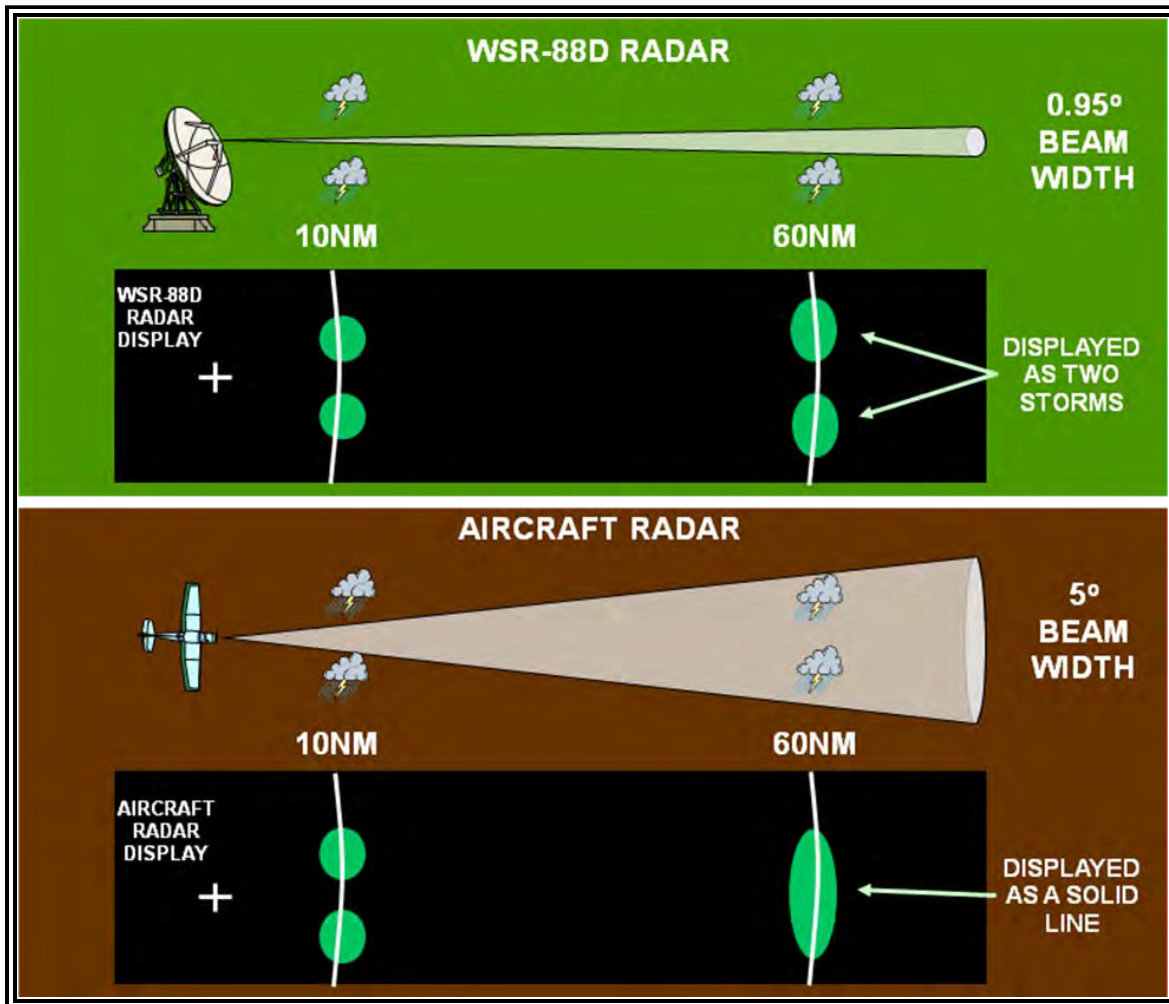 WSR-88D RADAR
0.95º
BEAM
WIDTH
10NM
60NM
WSR-88D
RADAR
DISPLAY
DISPLAYED
AS TWO
STORMS
AIRCRAFT RADAR
5º
BEAM
WIDTH
10NM
60NM
AIRCRAFT
RADAR
DISPLAY
DISPLAYED
AS A SOLID
LINE